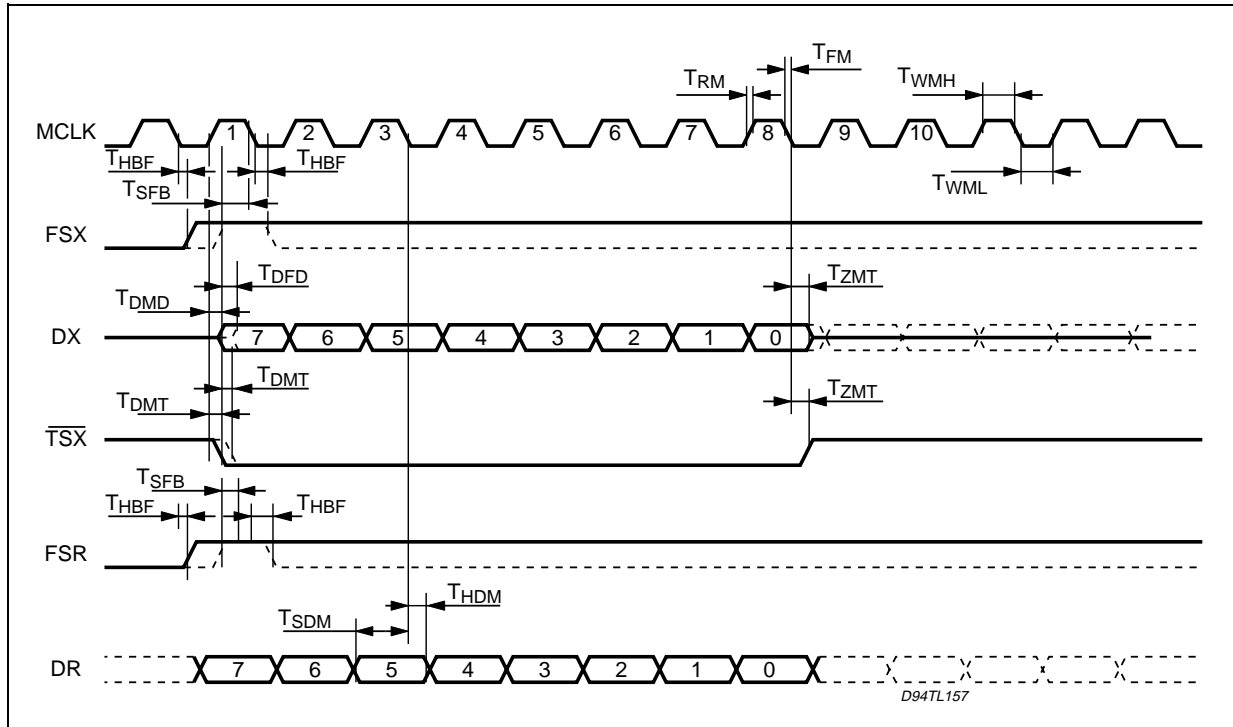 TFM
TRM
TWMH
MCLK 1 2 3 4 5 6 7 8 9 10
THBF THBF
TSFB
TWML
FSX
TDFD TZMT
TDMD
DX 7 6 5 4 3 2 1 0
TDMT
TDMT TZMT
TSX
TSFB
THBF THBF
FSR
THDM
TSDM
DR 7 6 5 4 3 2 1 0
D94TL157